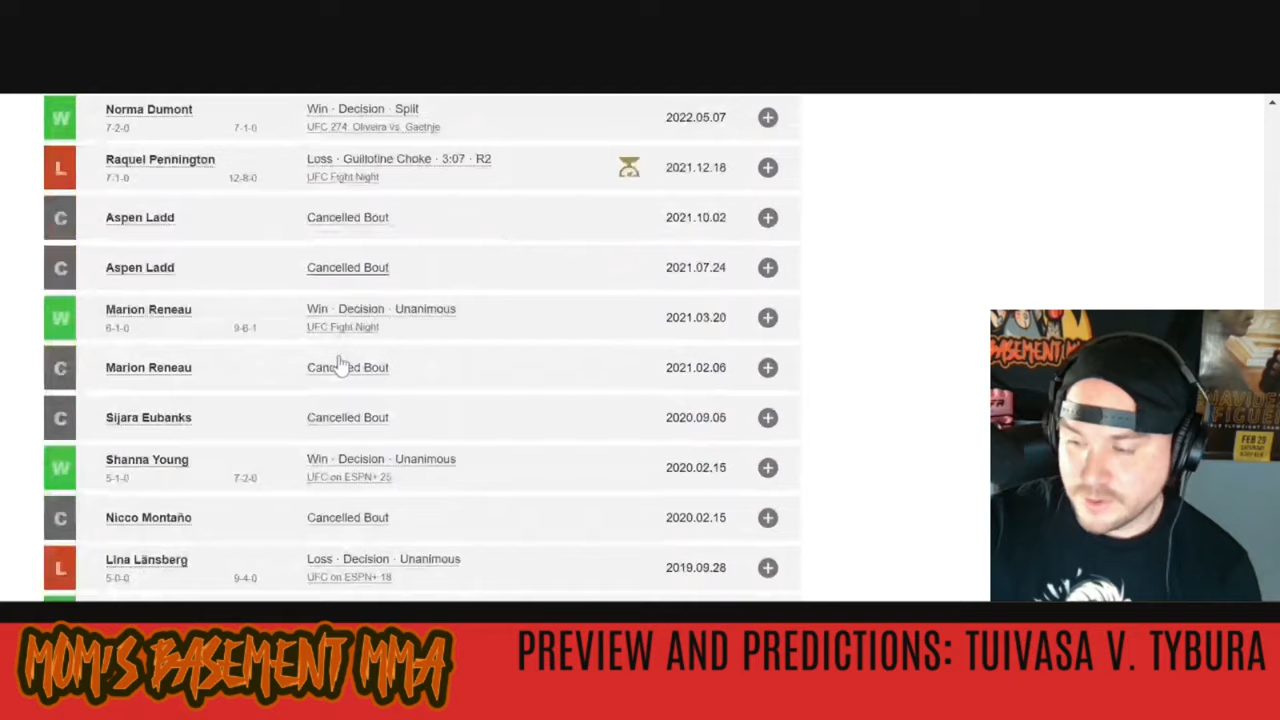 W Norma Dumont Win · Decision · Split 2022.05.07 +
7-2-0 7-1-0 UFC 274: Oliveira vs. Gaethje
L Raquel Pennington Loss · Guillotine Choke · 3:07 · R2 2021.12.18 +
7-1-0 12-8-0 UFC Fight Night
C Aspen Ladd Cancelled Bout 2021.10.02 +
C Aspen Ladd Cancelled Bout 2021.07.24 +
W Marion Reneau Win · Decision · Unanimous 2021.03.20 +
6-1-0 9-6-1 UFC Fight Night
C Marion Reneau Cancelled Bout 2021.02.06 +
C Sijara Eubanks Cancelled Bout 2020.09.05 +
W Shanna Young Win · Decision · Unanimous 2020.02.15 +
5-1-0 7-2-0 UFC on ESPN+ 25
C Nicco Montaño Cancelled Bout 2020.02.15 +
L Lina Länsberg Loss · Decision · Unanimous 2019.09.28 +
5-0-0 9-4-0 UFC on ESPN+ 18
BASEMENT M
FEB 29
MOM'S BASEMENT MMA
PREVIEW AND PREDICTIONS: TUIVASA V. TYBURA